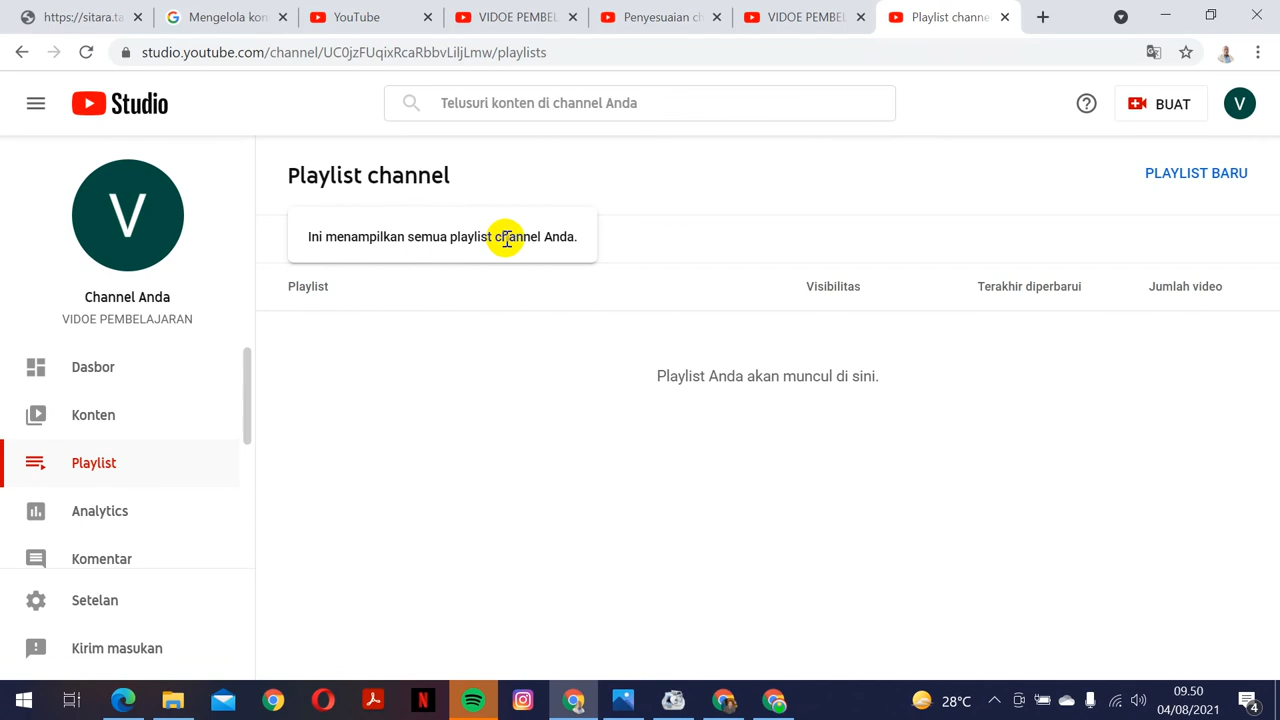 https://sitara.ta
Mengelola kon
YouTube
VIDOE PEMBEL
Penyesuaian ch
VIDOE PEMBE
Playlist channe
studio.youtube.com/channel/UC0jzFUqixRcaRbbvLiljLmw/playlists
Studio
Telusuri konten di channel Anda
BUAT
V
V
Channel Anda
VIDOE PEMBELAJARAN
Dasbor
Konten
Playlist
Analytics
Komentar
Setelan
Kirim masukan
Playlist channel
PLAYLIST BARU
Ini menampilkan semua playlist channel Anda.
Playlist
Visibilitas
Terakhir diperbarui
Jumlah video
Playlist Anda akan muncul di sini.
28°C
09.50
04/08/2021
4